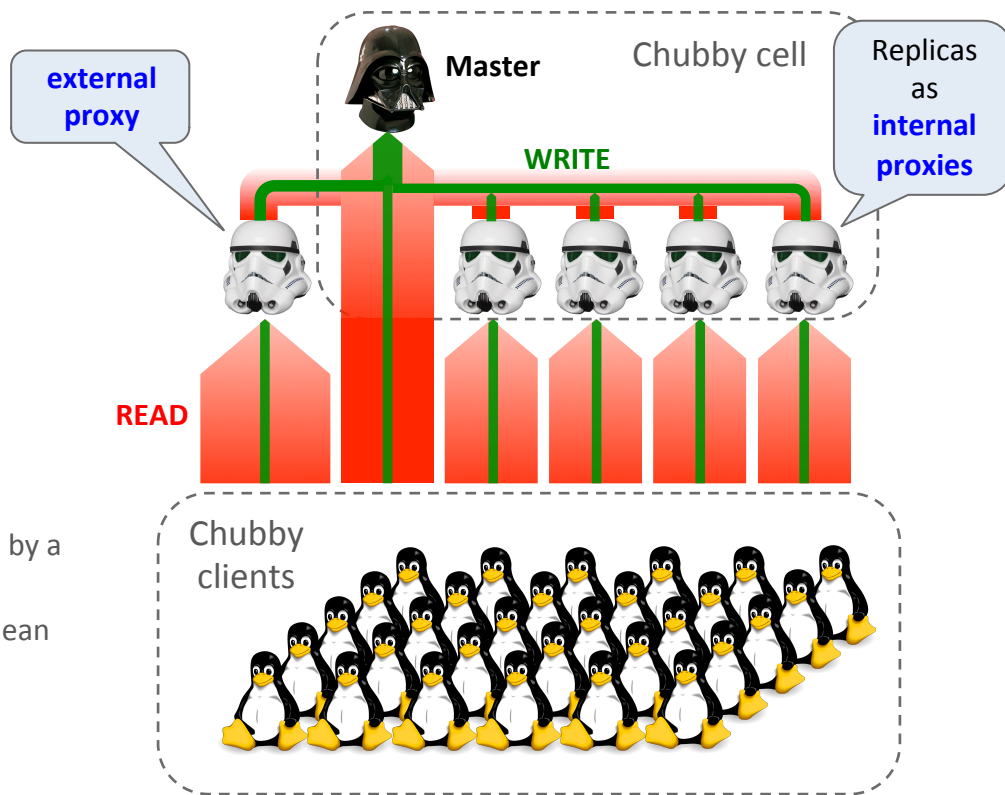 external
proxy
Master
Chubby cell
Replicas
as
internal
proxies
WRITE
READ
by a
ean
Chubby
clients